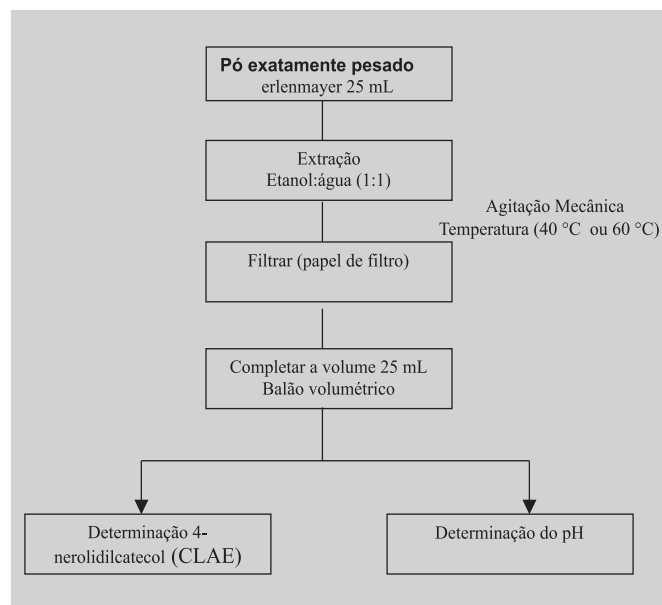 Pó exatamente pesado
erlenmayer 25 mL
Extração
Etanol:água (1:1)
Agitação Mecânica
Temperatura (40 °C ou 60 °C)
Filtrar (papel de filtro)
Completar a volume 25 mL
Balão volumétrico
Determinação 4-
nerolidilcatecol (CLAE)
Determinação do pH